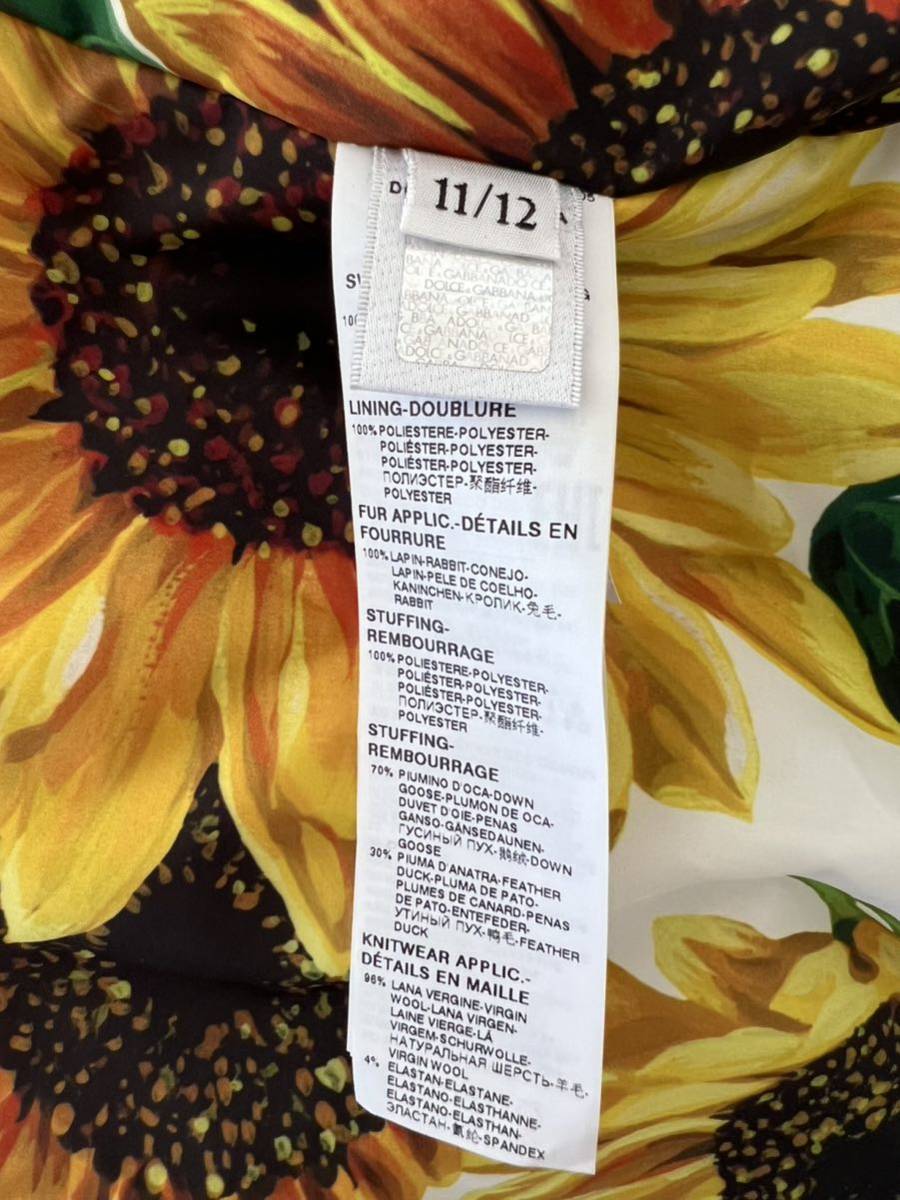 11/12
DOLCE & GABBANA
LINING-DOUBLURE
100% POLIESTERE-POLYESTER-
POLIÉSTER-POLYESTER-
POLIÉSTER-POLYESTER-
ПОЛИЭСТЕР-聚酯纤维-
POLYESTER
FUR APPLIC.-DÉTAILS EN
FOURRURE
100% LAPIN-RABBIT-CONEJO-
LAPIN-PELE DE COELHO-
KANINCHEN-КРОЛИК-兔毛-
RABBIT
STUFFING-
REMBOURRAGE
100% POLIESTERE-POLYESTER-
POLIÉSTER-POLYESTER-
POLIÉSTER-POLYESTER-
ПОЛИЭСТЕР-聚酯纤维-
POLYESTER
STUFFING-
REMBOURRAGE
70% PIUMINO D'OCA-DOWN
GOOSE-PLUMON DE OCA-
DUVET D'OIE-PENAS
GANSO-GÄNSEDAUNEN-
ГУСИНЫЙ ПУХ-鹅绒-DOWN
GOOSE
30% PIUMA D'ANATRA-FEATHER
DUCK-PLUMA DE PATO-
PLUMES DE CANARD-PENAS
DE PATO-ENTEFEDER-
УТИНЫЙ ПУХ-鸭毛-FEATHER
DUCK
KNITWEAR APPLIC.-
DÉTAILS EN MAILLE
96% LANA VERGINE-VIRGIN
WOOL-LANA VIRGEN-
LAINE VIERGE-LÃ
VIRGEM-SCHURWOLLE-
НАТУРАЛЬНАЯ ШЕРСТЬ-羊毛-
VIRGIN WOOL
4% ELASTAN-ELASTANE-
ELASTANO-ELASTHANNE-
ELASTANO-ELASTHAN-
ЭЛАСТАН-氨纶-SPANDEX